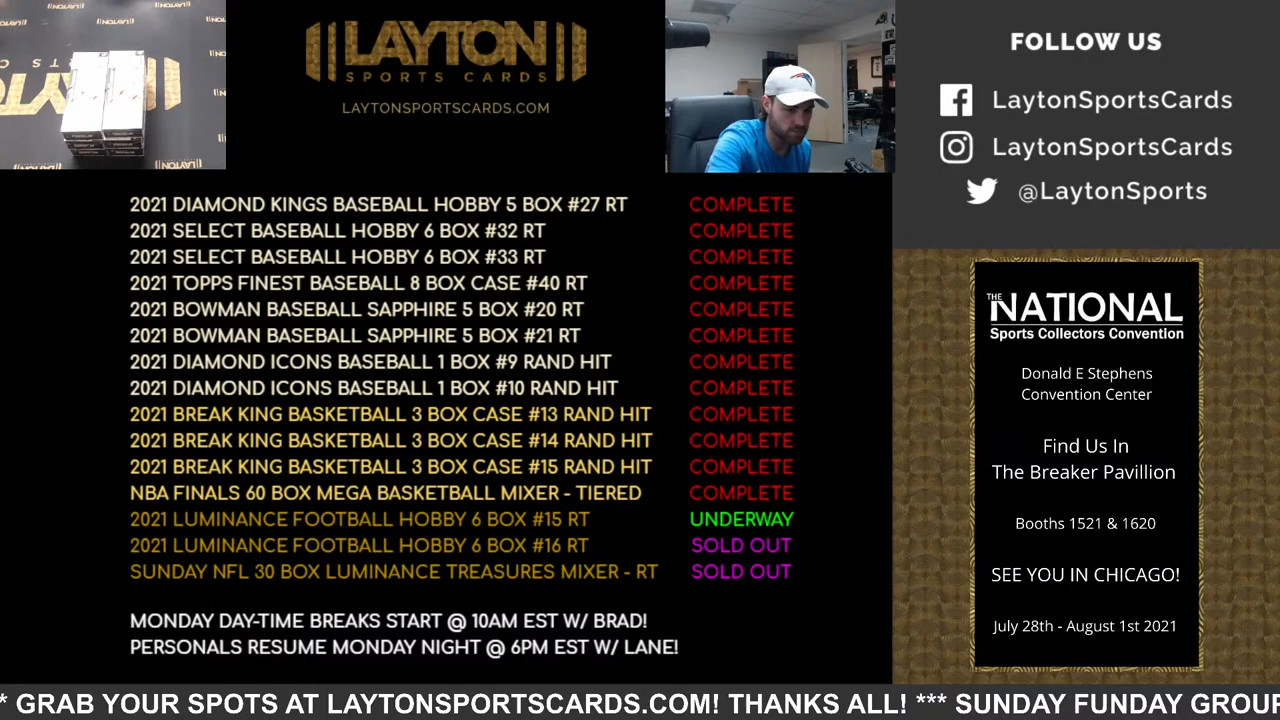 LAYTON
SPORTS CARDS
LAYTONSPORTSCARDS.COM
FOLLOW US
LaytonSportsCards
LaytonSportsCards
@LaytonSports
2021 DIAMOND KINGS BASEBALL HOBBY 5 BOX #27 RT COMPLETE
2021 SELECT BASEBALL HOBBY 6 BOX #32 RT COMPLETE
2021 SELECT BASEBALL HOBBY 6 BOX #33 RT COMPLETE
2021 TOPPS FINEST BASEBALL 8 BOX CASE #40 RT COMPLETE
2021 BOWMAN BASEBALL SAPPHIRE 5 BOX #20 RT COMPLETE
2021 BOWMAN BASEBALL SAPPHIRE 5 BOX #21 RT COMPLETE
2021 DIAMOND ICONS BASEBALL 1 BOX #9 RAND HIT COMPLETE
2021 DIAMOND ICONS BASEBALL 1 BOX #10 RAND HIT COMPLETE
2021 BREAK KING BASKETBALL 3 BOX CASE #13 RAND HIT COMPLETE
2021 BREAK KING BASKETBALL 3 BOX CASE #14 RAND HIT COMPLETE
2021 BREAK KING BASKETBALL 3 BOX CASE #15 RAND HIT COMPLETE
NBA FINALS 60 BOX MEGA BASKETBALL MIXER - TIERED COMPLETE
2021 LUMINANCE FOOTBALL HOBBY 6 BOX #15 RT UNDERWAY
2021 LUMINANCE FOOTBALL HOBBY 6 BOX #16 RT SOLD OUT
SUNDAY NFL 30 BOX LUMINANCE TREASURES MIXER - RT SOLD OUT
MONDAY DAY-TIME BREAKS START @ 10AM EST W/ BRAD!
PERSONALS RESUME MONDAY NIGHT @ 6PM EST W/ LANE!
THE NATIONAL
Sports Collectors Convention
Donald E Stephens
Convention Center
Find Us In
The Breaker Pavillion
Booths 1521 & 1620
SEE YOU IN CHICAGO!
July 28th - August 1st 2021
* GRAB YOUR SPOTS AT LAYTONSPORTSCARDS.COM! THANKS ALL! *** SUNDAY FUNDAY GROUP